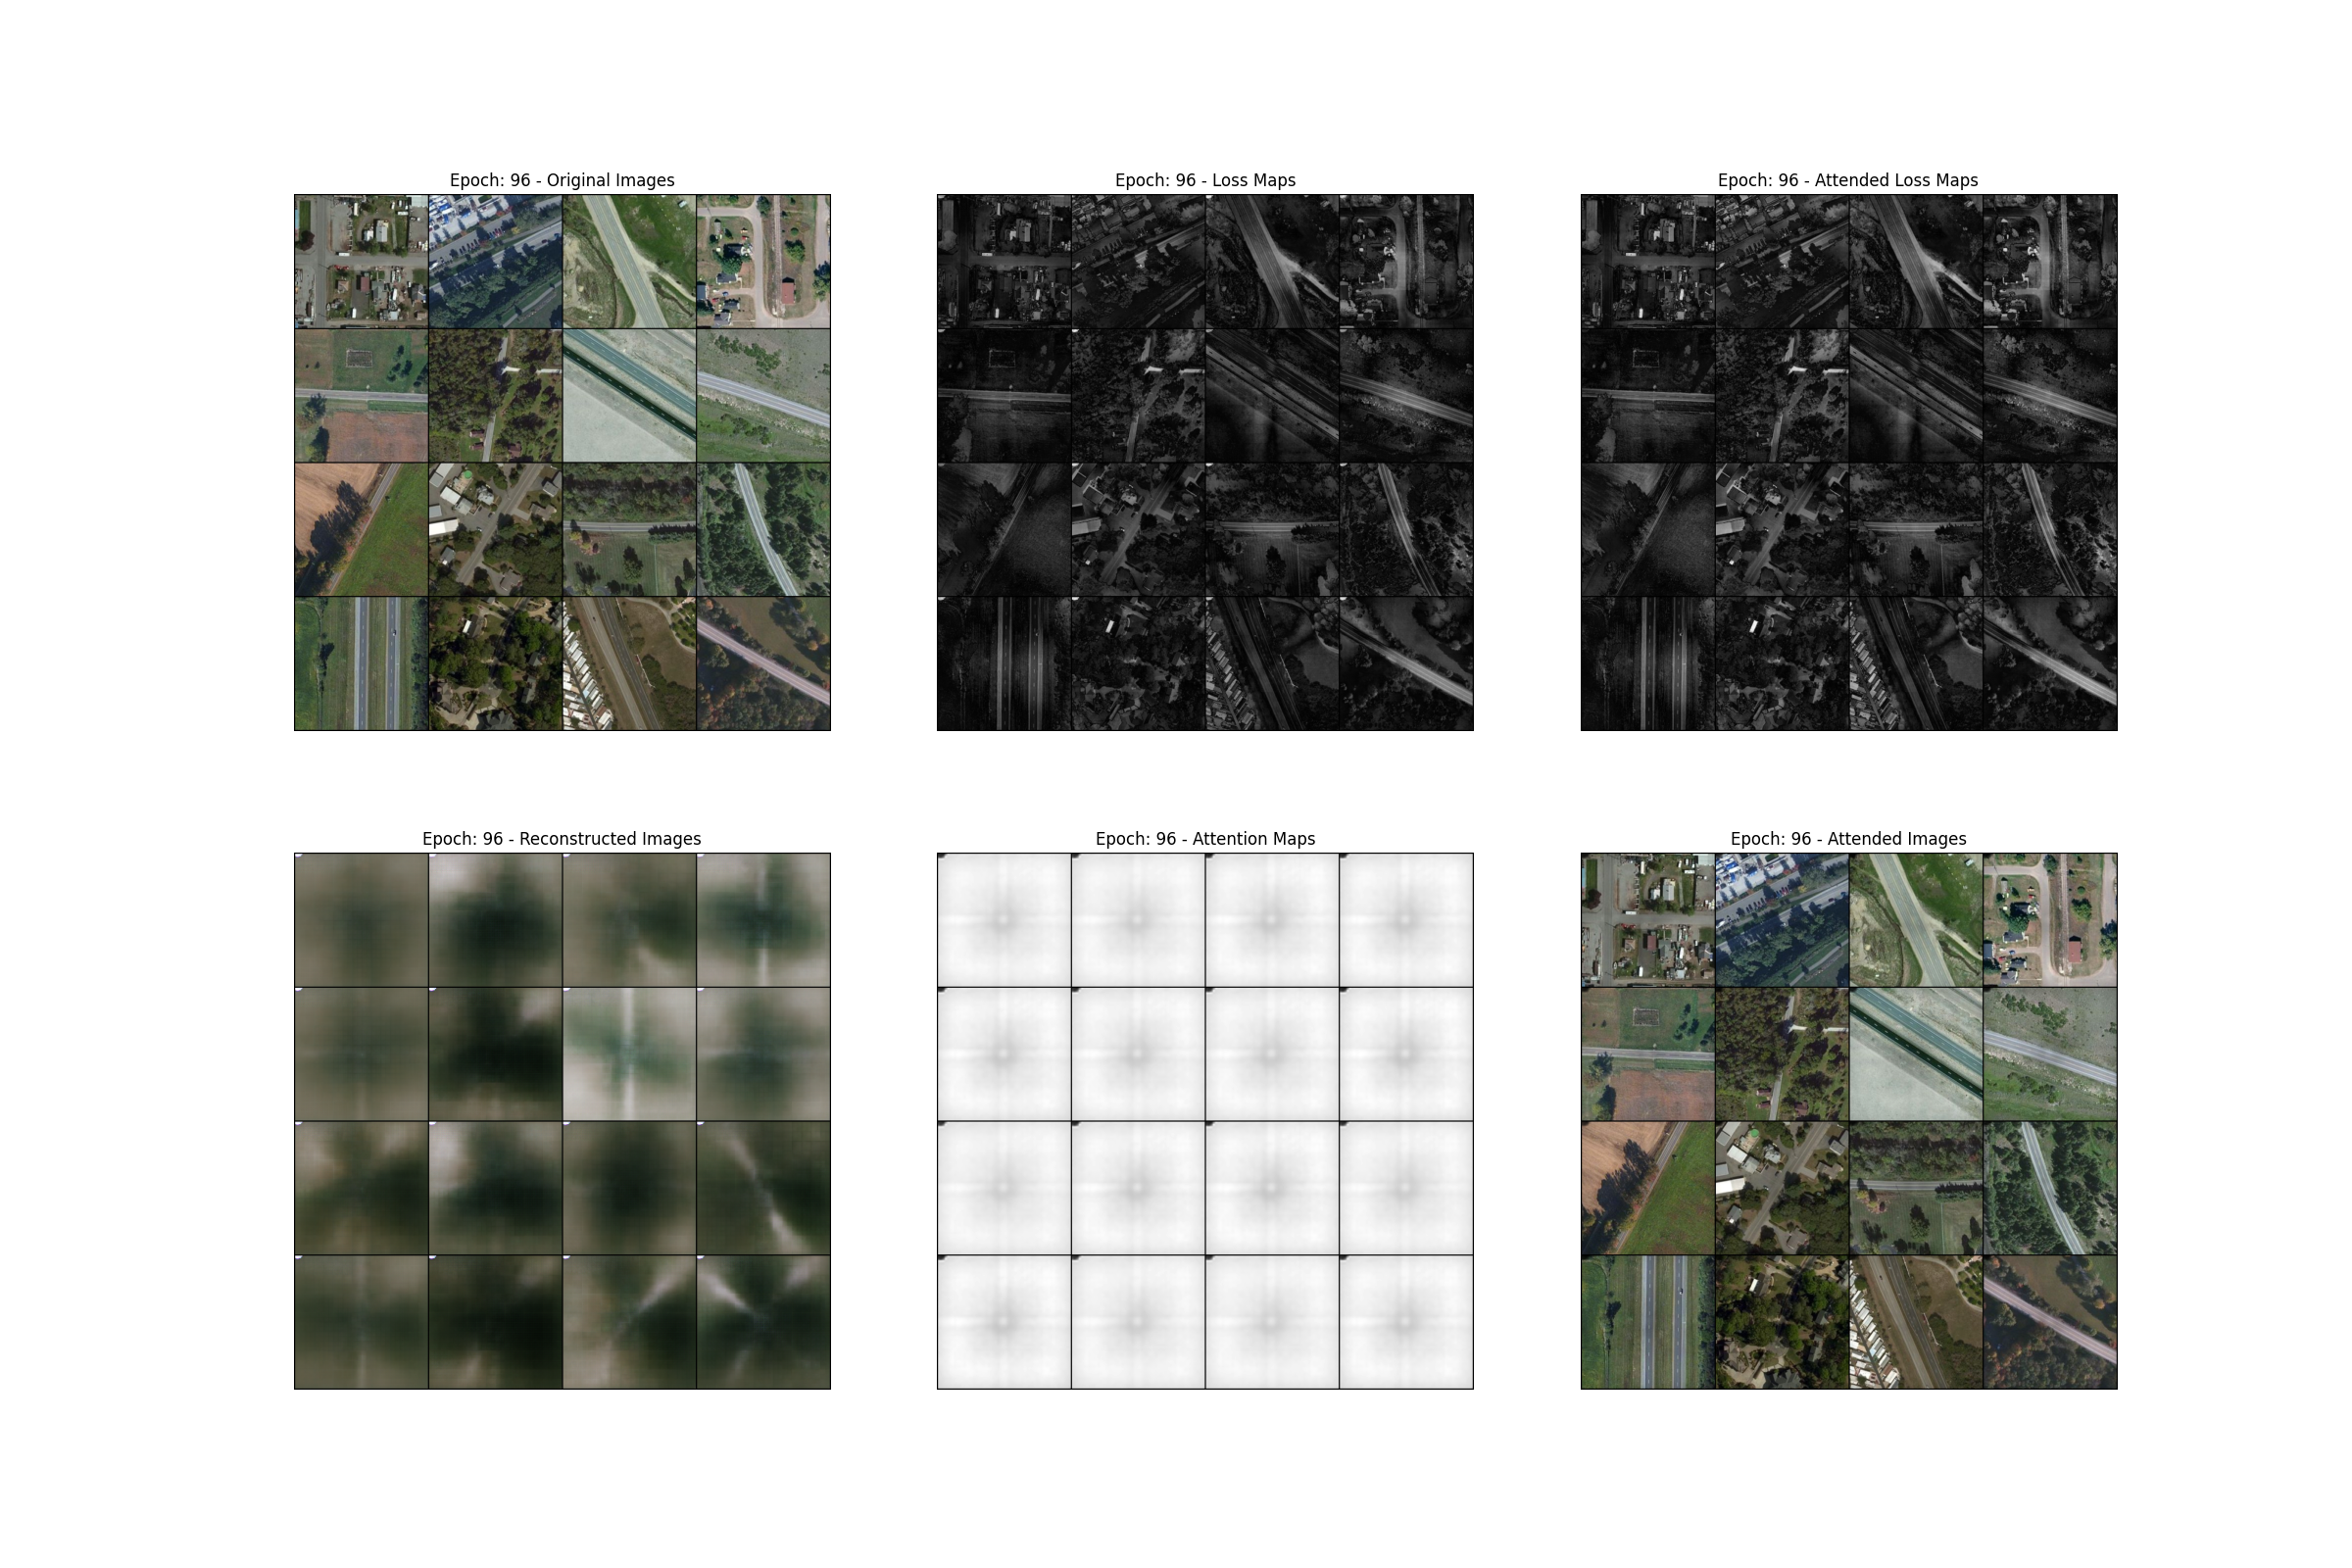 Epoch: 96 - Original Images
Epoch: 96 - Loss Maps
Epoch: 96 - Attended Loss Maps
Epoch: 96 - Reconstructed Images
Epoch: 96 - Attention Maps
Epoch: 96 - Attended Images